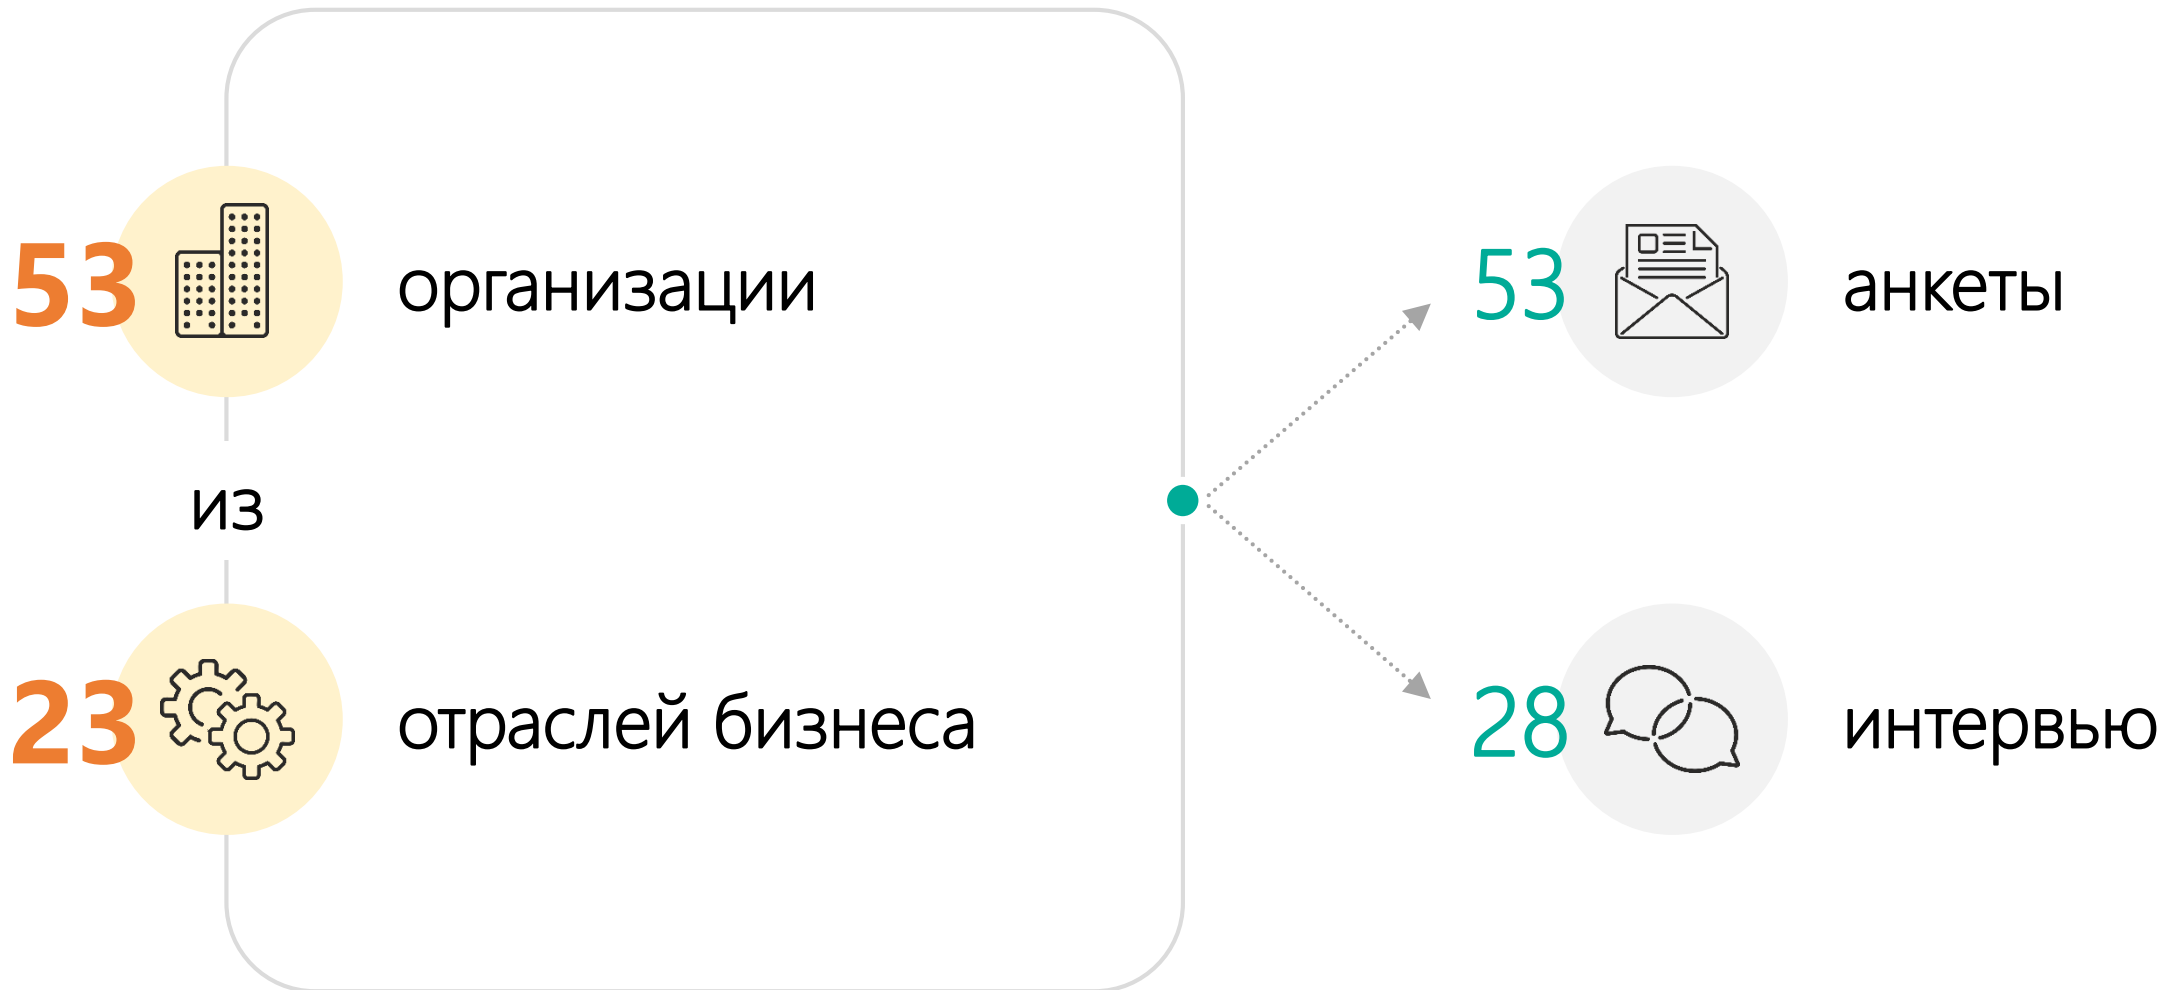 53 организации
из
23 отраслей бизнеса
53 анкеты
28 интервью